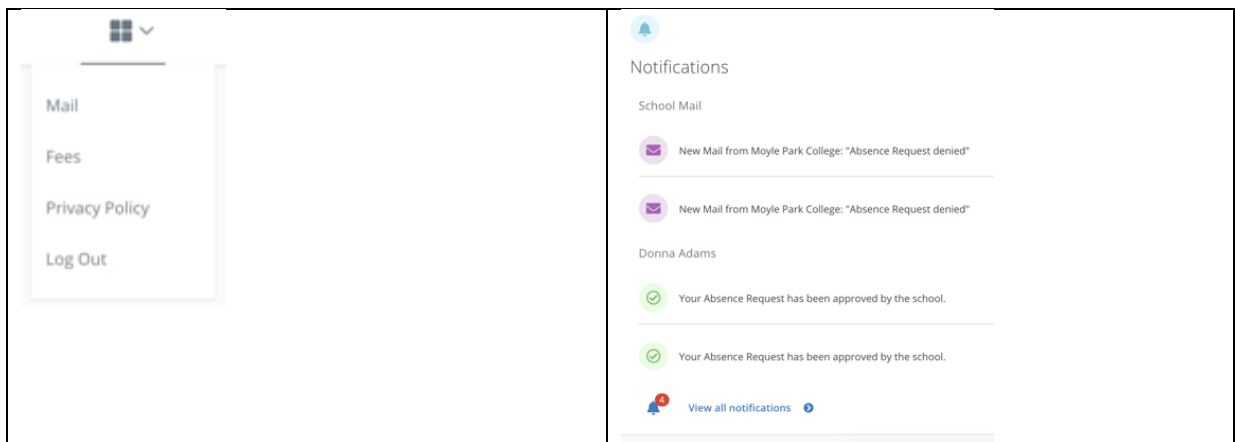 Mail
Fees
Privacy Policy
Log Out
Notifications
School Mail
New Mail from Moyle Park College: "Absence Request denied"
New Mail from Moyle Park College: "Absence Request denied"
Donna Adams
Your Absence Request has been approved by the school.
Your Absence Request has been approved by the school.
4
View all notifications